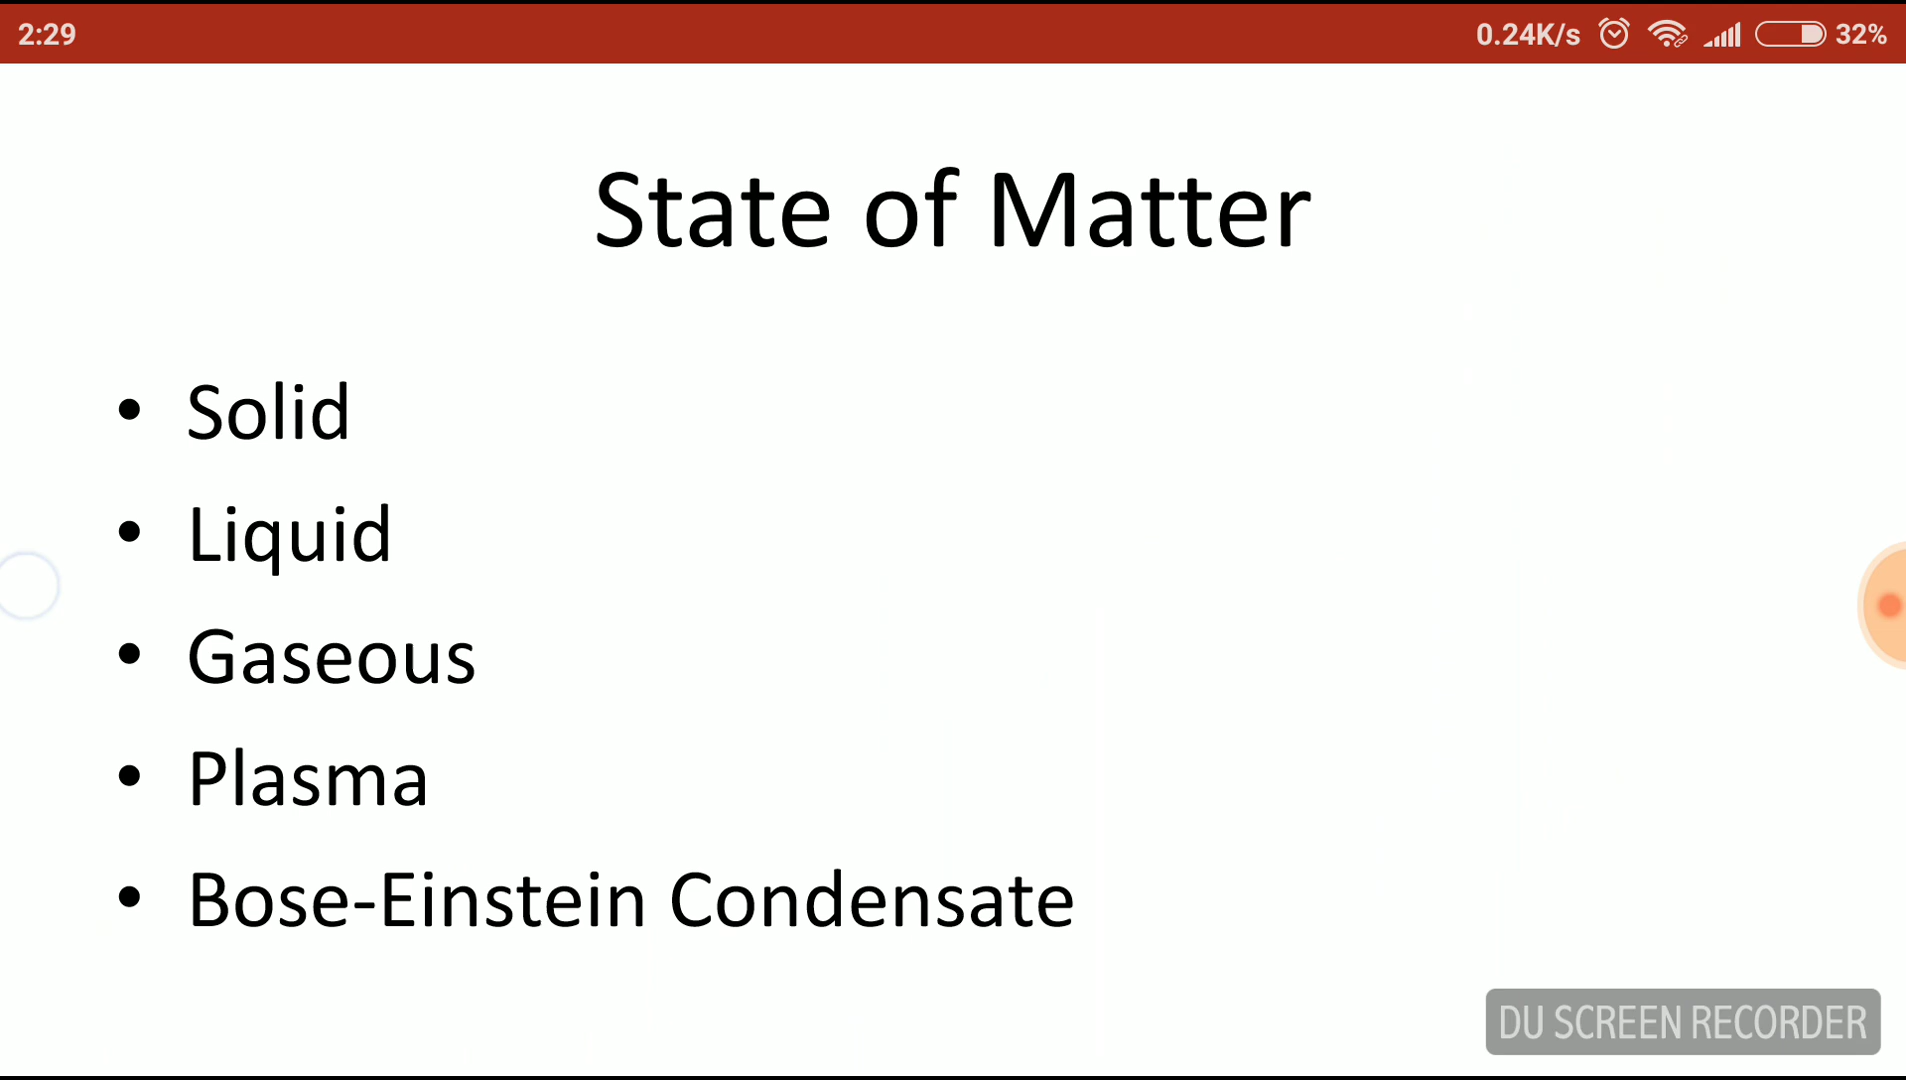 2:29 0.24K/s 32%
State of Matter
• Solid
• Liquid
• Gaseous
• Plasma
• Bose-Einstein Condensate
DU SCREEN RECORDER